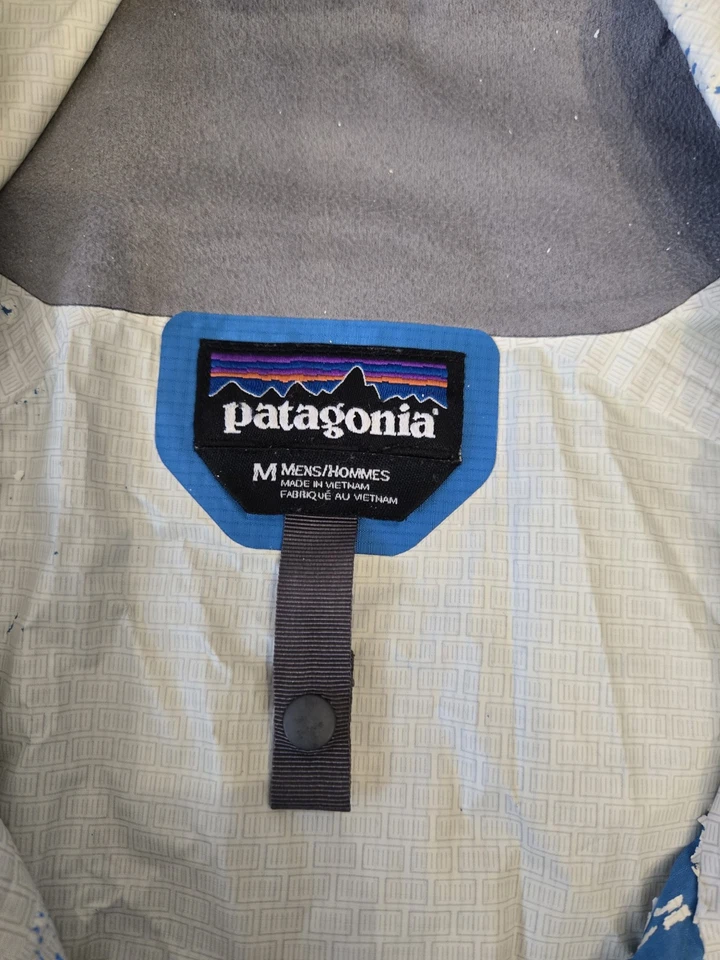 patagonia®
M MENS/HOMMES
MADE IN VIETNAM
FABRIQUÉ AU VIETNAM